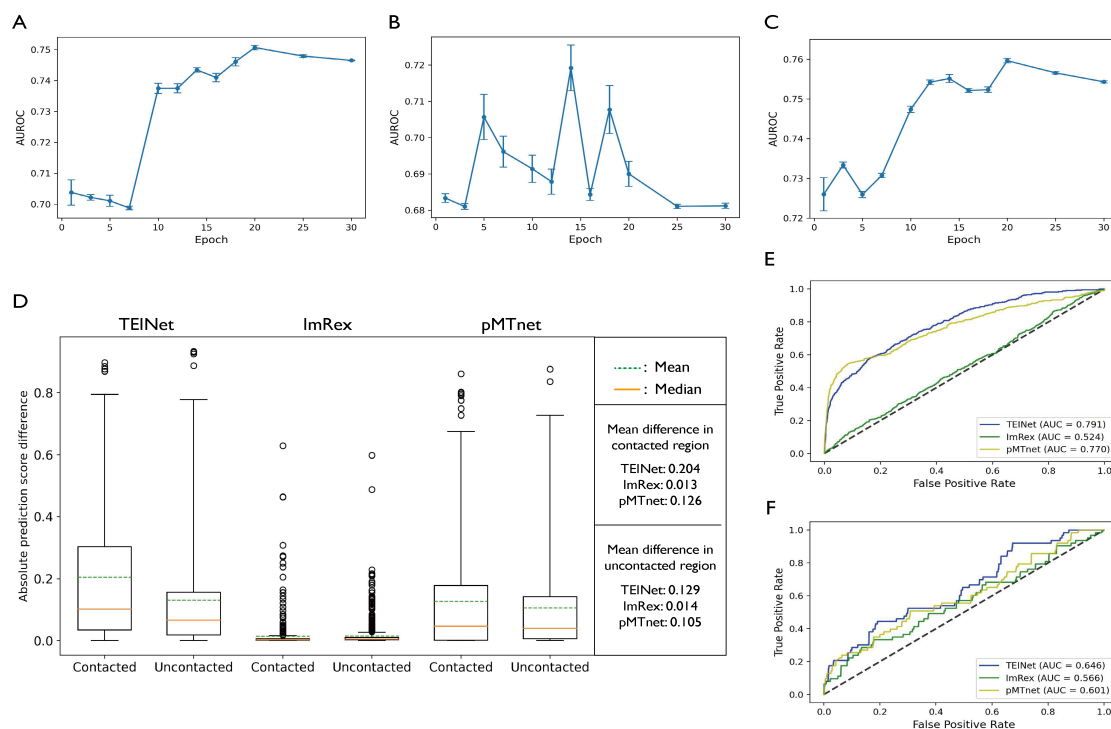 A
0.75
0.74
0.73
0.72
0.71
0.70
AUROC
0 5 10 15 20 25 30
Epoch
B
0.72
0.71
0.70
0.69
0.68
AUROC
0 5 10 15 20 25 30
Epoch
C
0.76
0.75
0.74
0.73
0.72
AUROC
0 5 10 15 20 25 30
Epoch
D
TEINet ImRex pMTnet
0.8
0.6
0.4
0.2
0.0
Absolute prediction score difference
Contacted Uncontacted Contacted Uncontacted Contacted Uncontacted
: Mean
: Median
Mean difference in
contacted region
TEINet: 0.204
ImRex: 0.013
pMTnet: 0.126
Mean difference in
uncontacted region
TEINet: 0.129
ImRex: 0.014
pMTnet: 0.105
E
1.0
0.8
0.6
0.4
0.2
0.0
True Positive Rate
TEINet (AUC = 0.791)
ImRex (AUC = 0.524)
pMTnet (AUC = 0.770)
0.0 0.2 0.4 0.6 0.8 1.0
False Positive Rate
F
1.0
0.8
0.6
0.4
0.2
0.0
True Positive Rate
TEINet (AUC = 0.646)
ImRex (AUC = 0.566)
pMTnet (AUC = 0.601)
0.0 0.2 0.4 0.6 0.8 1.0
False Positive Rate